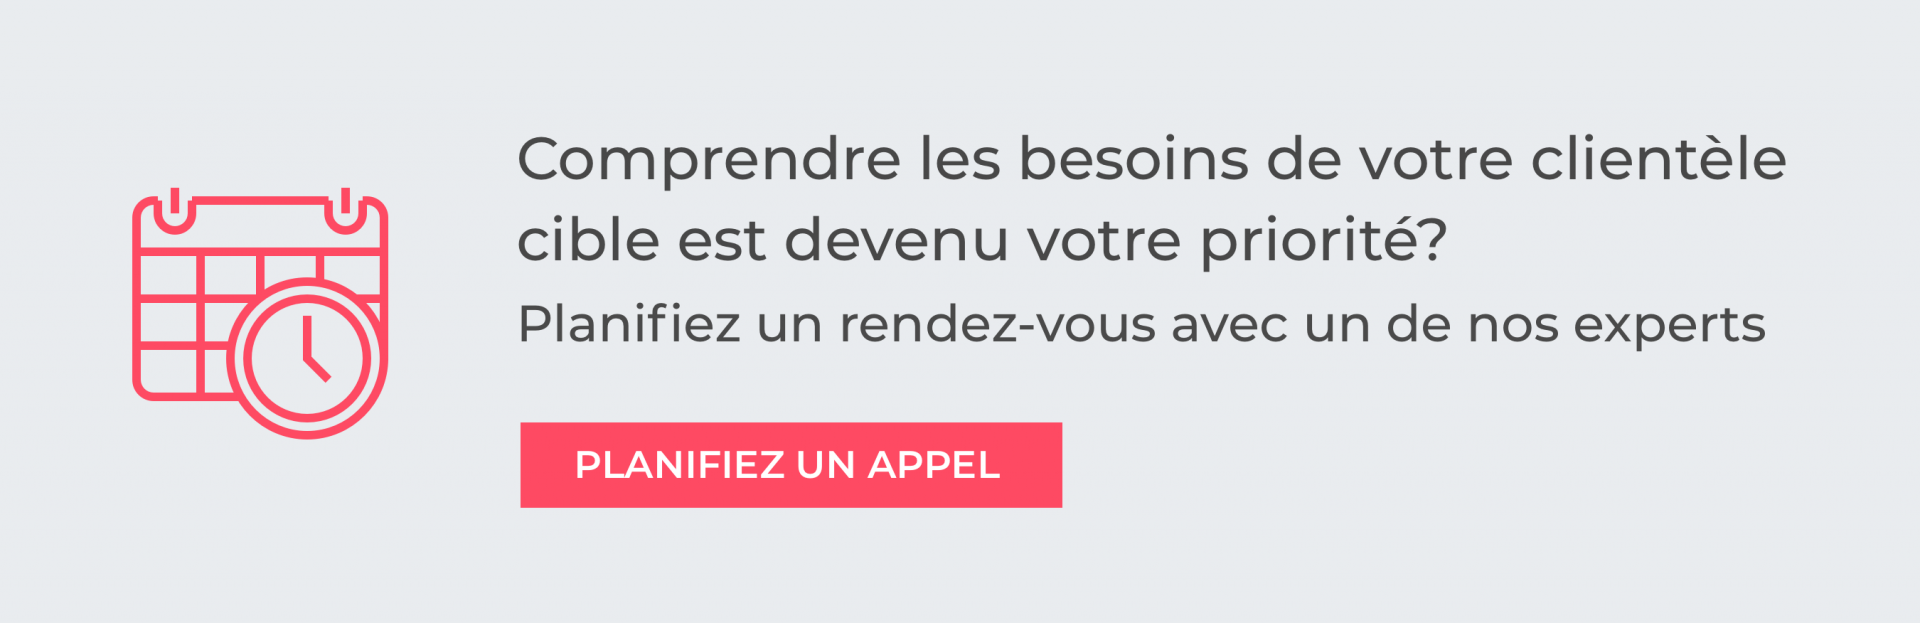 Comprendre les besoins de votre clientèle
cible est devenu votre priorité?
Planifiez un rendez-vous avec un de nos experts
PLANIFIEZ UN APPEL